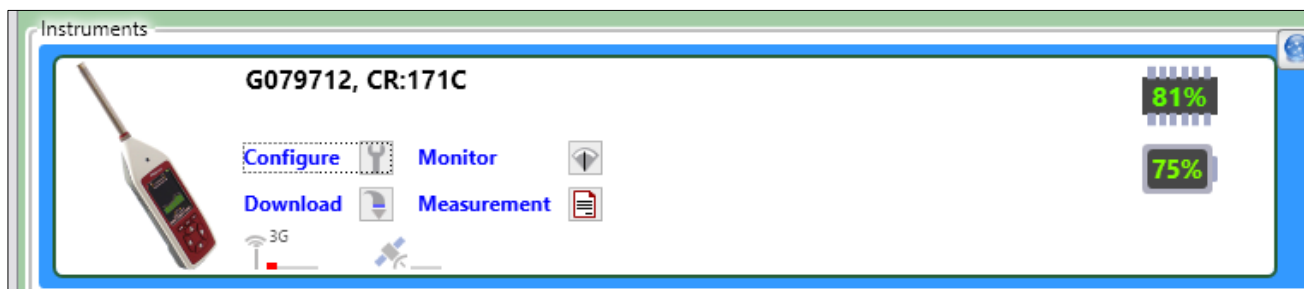 Instruments
G079712, CR:171C
81%
Configure Monitor
75%
Download Measurement
3G